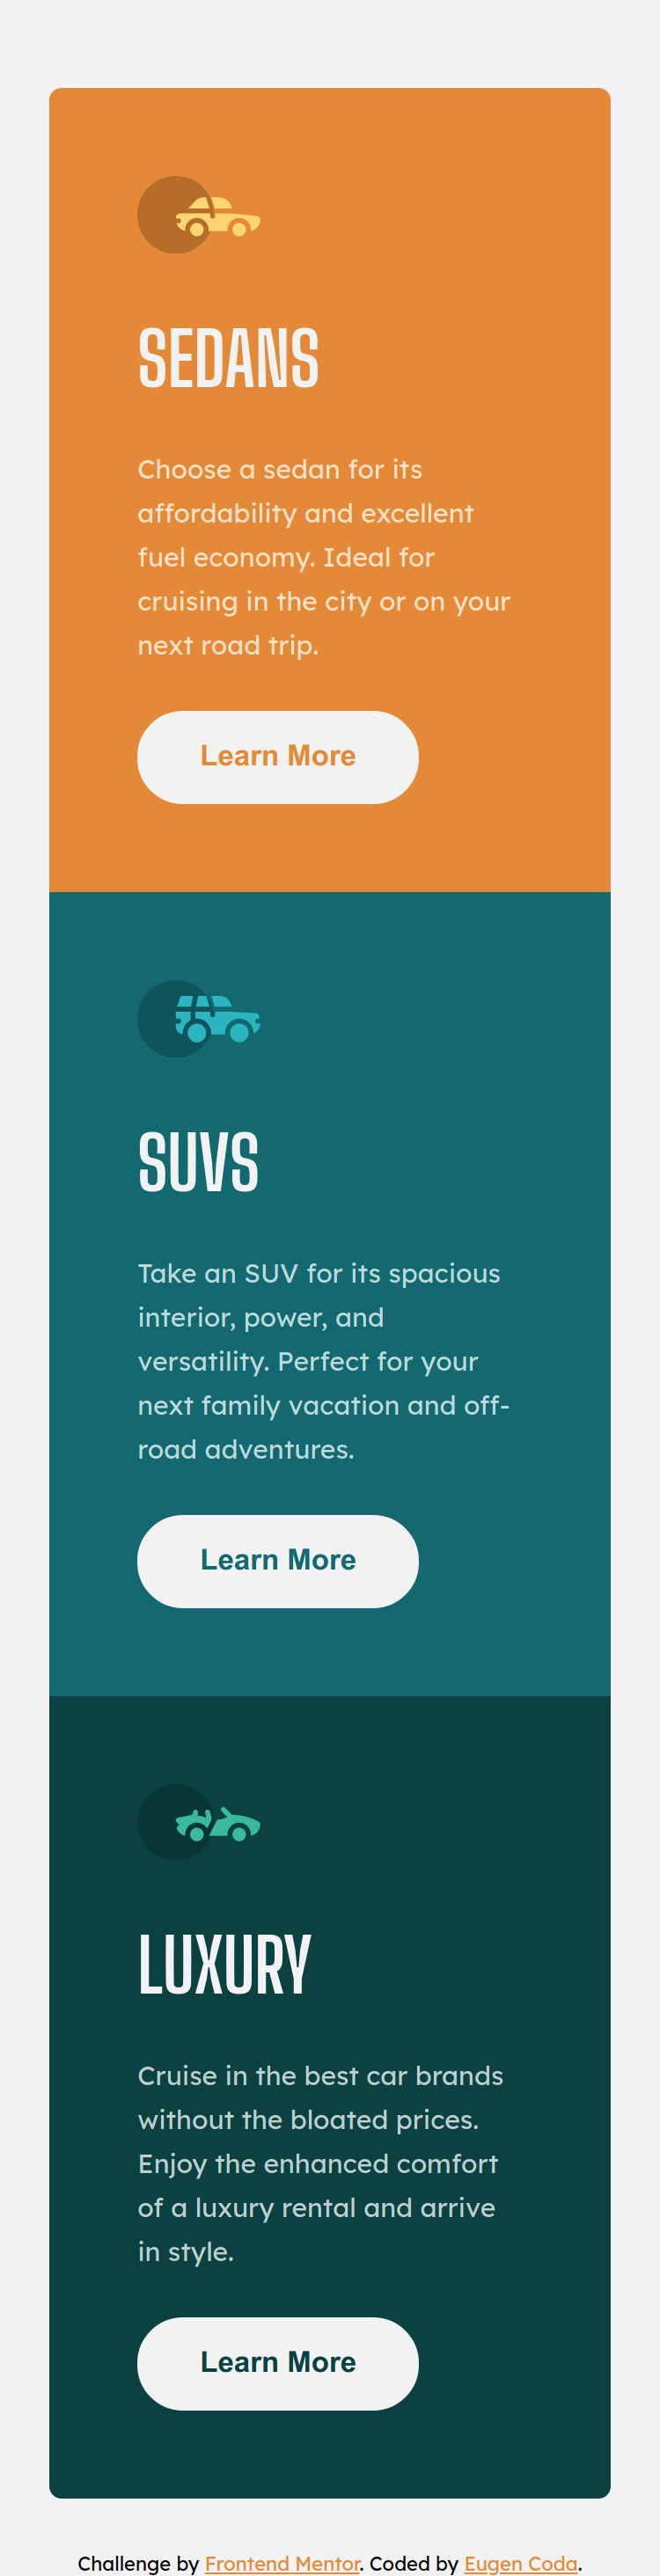 SEDANS
Choose a sedan for its
affordability and excellent
fuel economy. Ideal for
cruising in the city or on your
next road trip.
Learn More
SUVS
Take an SUV for its spacious
interior, power, and
versatility. Perfect for your
next family vacation and off-
road adventures.
Learn More
LUXURY
Cruise in the best car brands
without the bloated prices.
Enjoy the enhanced comfort
of a luxury rental and arrive
in style.
Learn More
Challenge by Frontend Mentor. Coded by Eugen Coda.